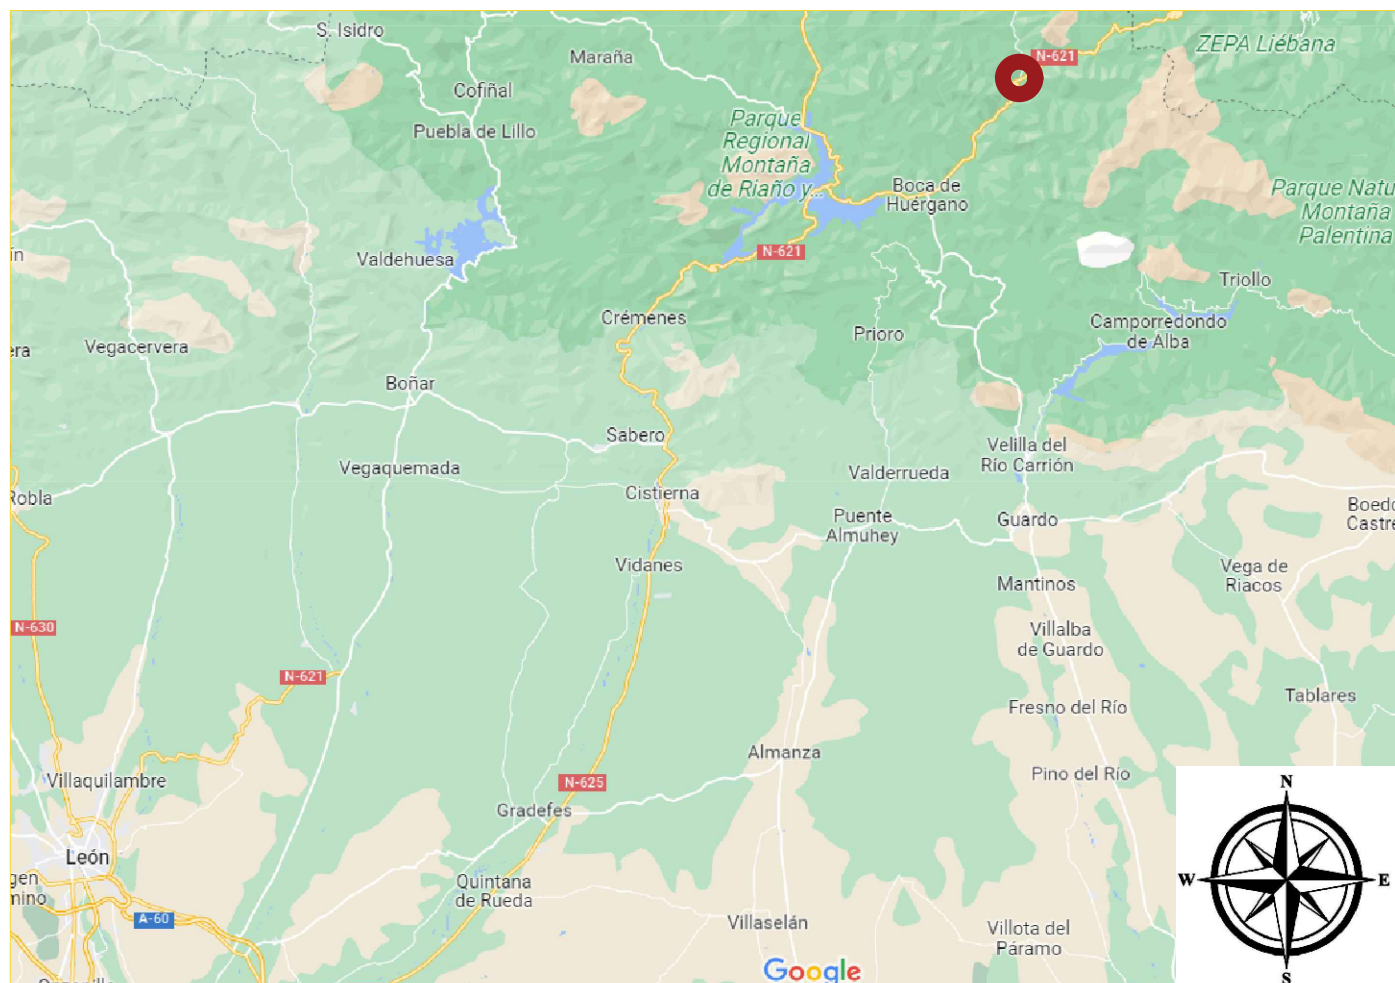 S. Isidro
Maraña
Cofiñal
Puebla de Lillo
N-621
ZEPA Liébana
Parque
Regional
Montaña
de Riaño y...
Boca de
Huérgano
Parque Natu
Montaña
Palentina
Valdehuesa
N-621
ín
Triollo
Crémenes
Prioro
Camporredondo
de Alba
era
Vegacervera
Boñar
Sabero
Velilla del
Río Carrión
Vegaquemada
Valderrueda
Cistierna
Robla
Puente
Almuhey
Guardo
Boedo
Castre
Vidanes
Mantinos
Vega de
Riacos
N-630
Villalba
de Guardo
N-621
Tablares
Fresno del Río
Almanza
Villaquilambre
N-625
Pino del Río
Gradefes
León
gen
mino
Quintana
de Rueda
A-60
Villaselán
Villota del
Páramo
Google
N
W
E
S